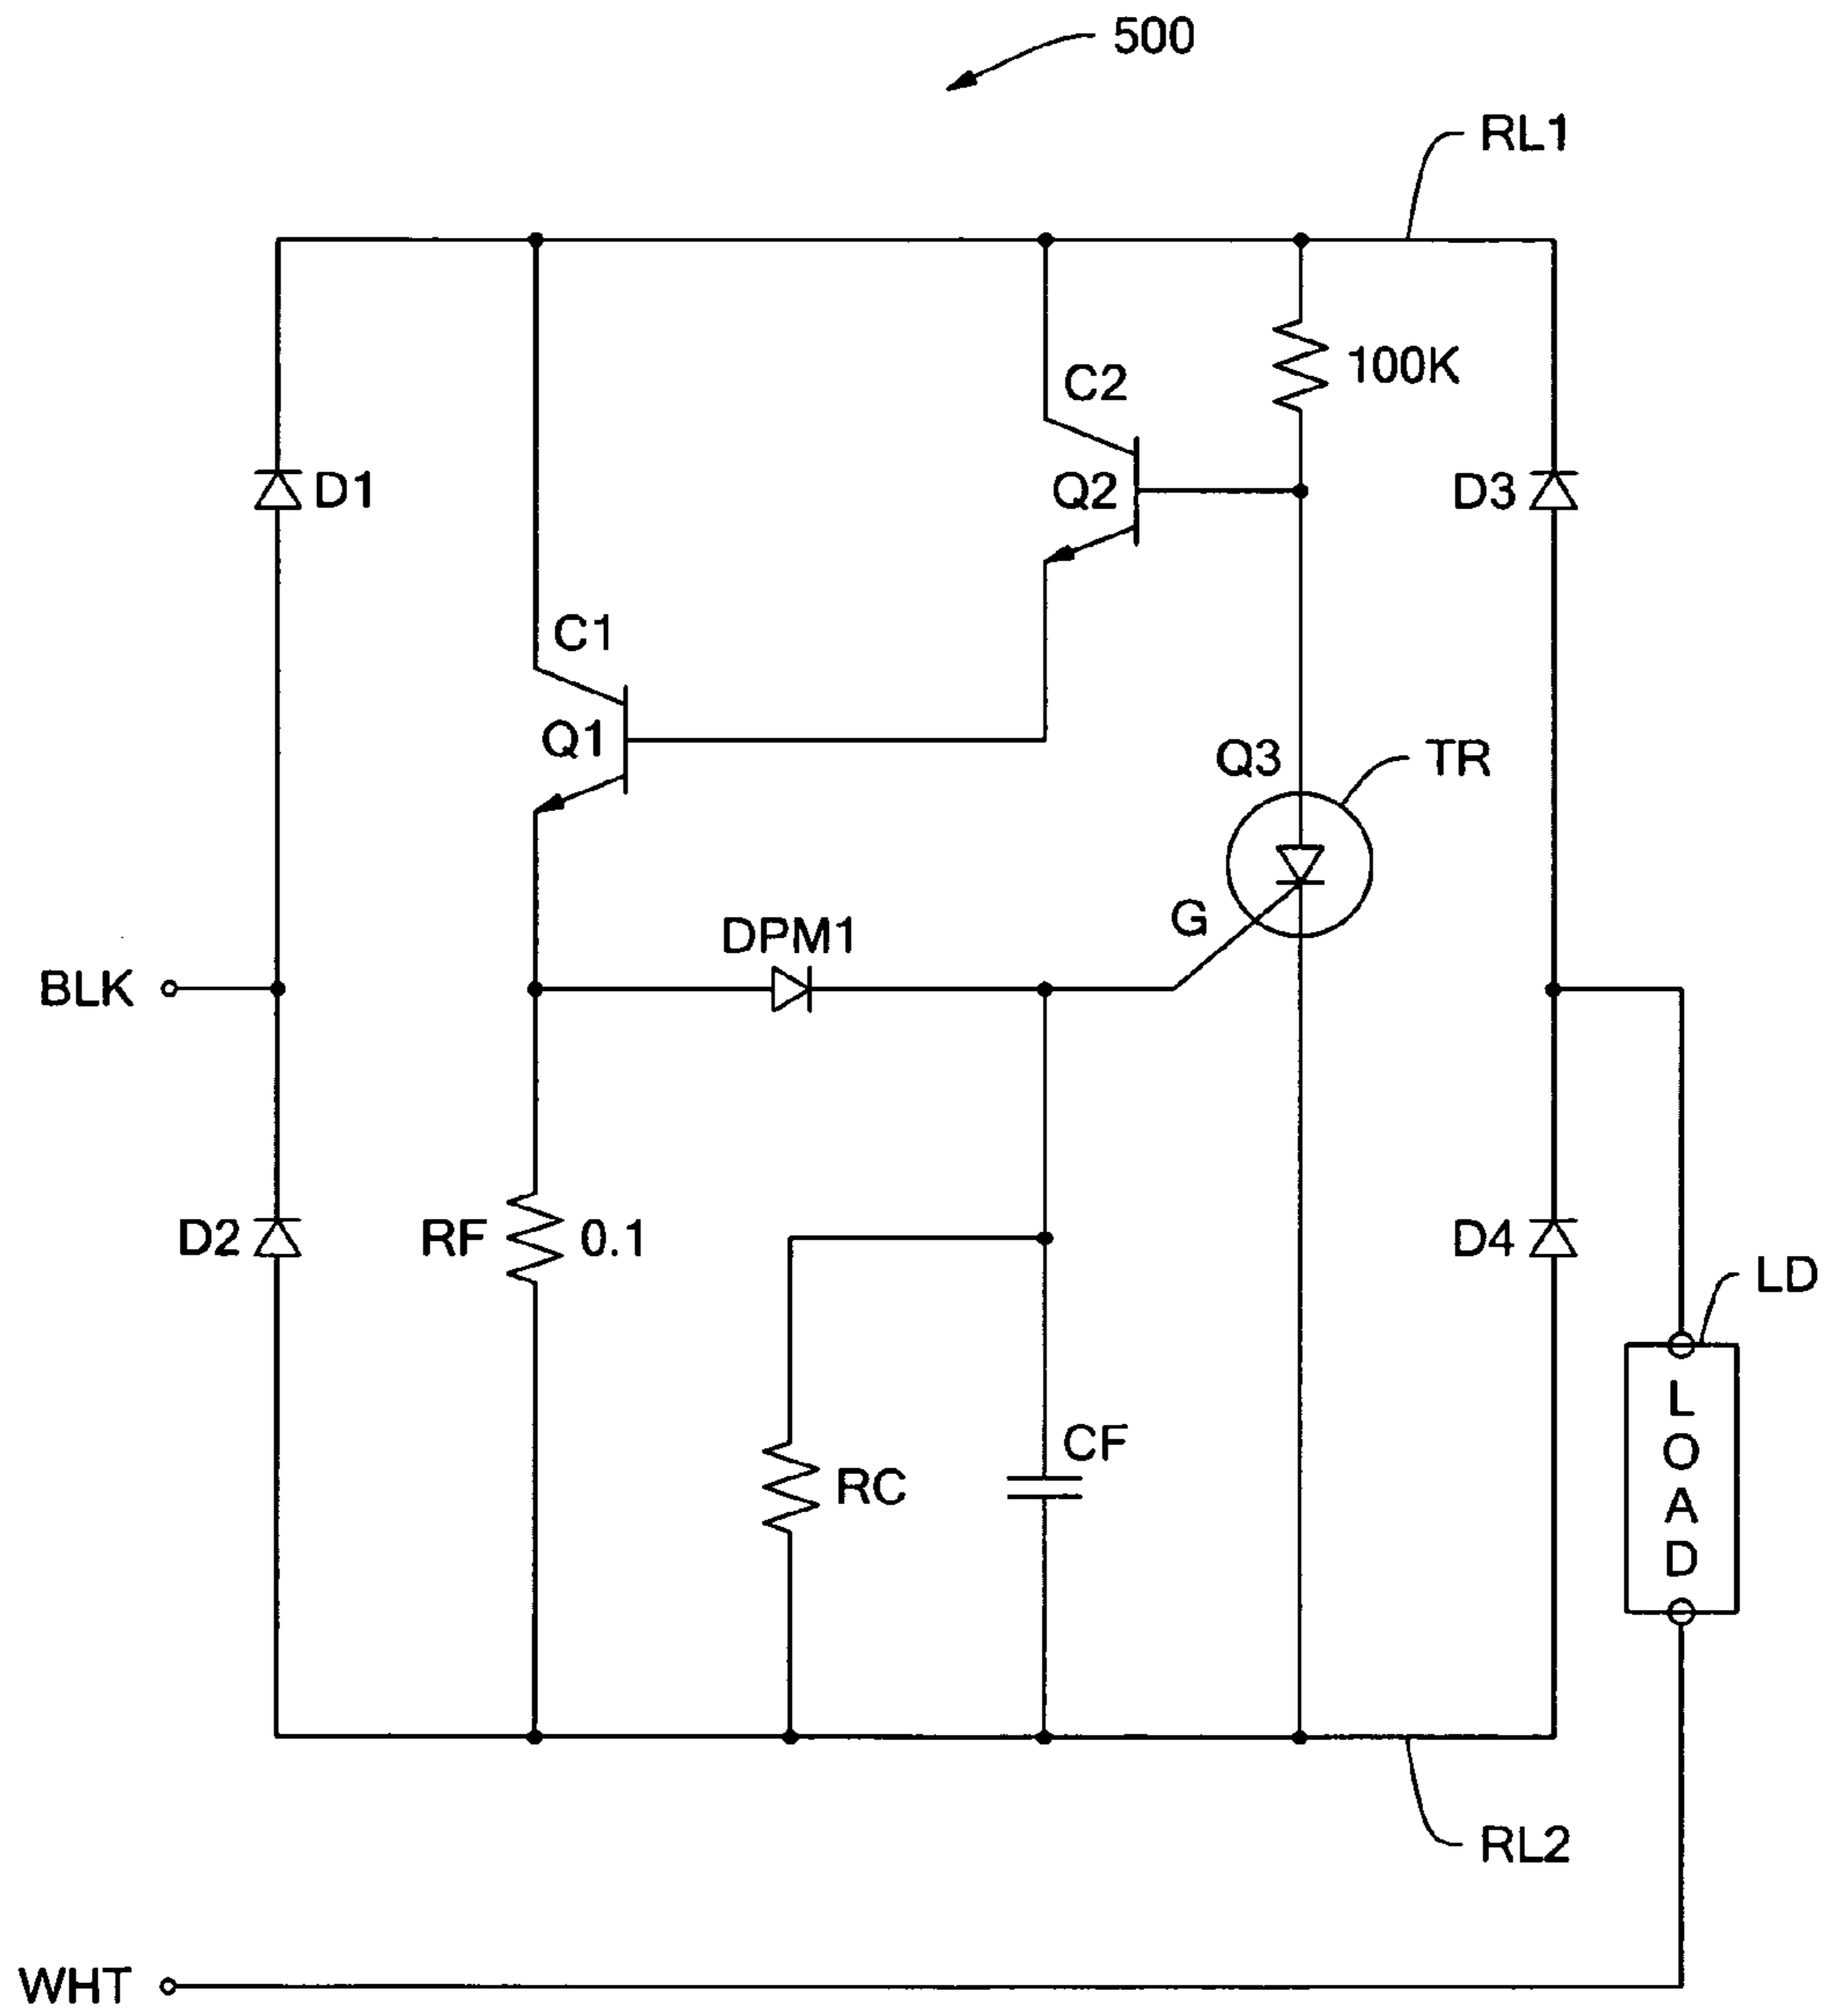 500
RL1
100K
C2
Q2
D1
D3
C1
Q1
Q3
TR
G
DPM1
BLK
D2
RF
0.1
D4
LD
LOAD
CF
RC
RL2
WHT